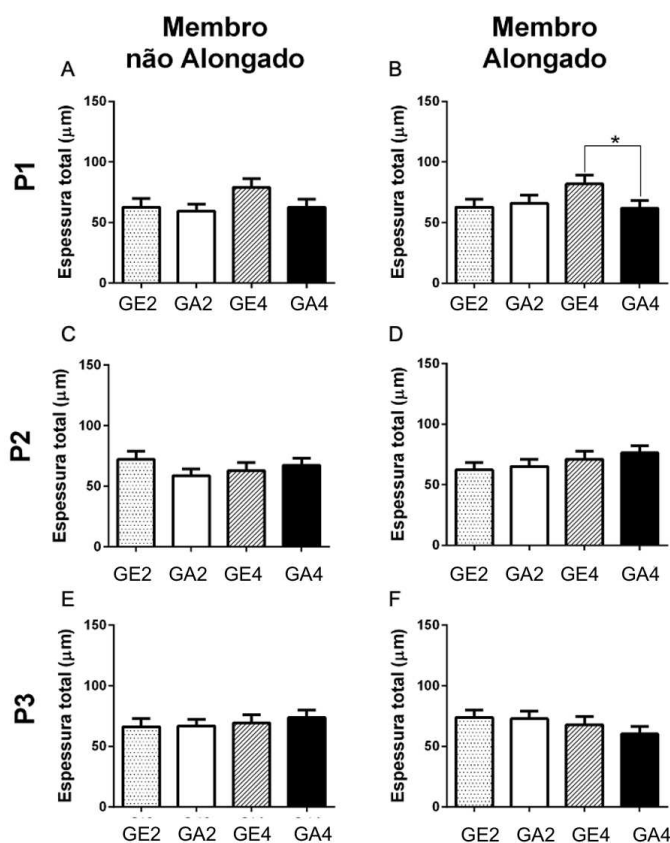 Membro
não Alongado
Membro
Alongado
P1
A
Espessura total (μm)
150
100
50
0
GE2 GA2 GE4 GA4
B
Espessura total (μm)
150
100
50
0
*
GE2 GA2 GE4 GA4
P2
C
Espessura total (μm)
150
100
50
0
GE2 GA2 GE4 GA4
D
Espessura total (μm)
150
100
50
0
GE2 GA2 GE4 GA4
P3
E
Espessura total (μm)
150
100
50
0
GE2 GA2 GE4 GA4
F
Espessura total (μm)
150
100
50
0
GE2 GA2 GE4 GA4